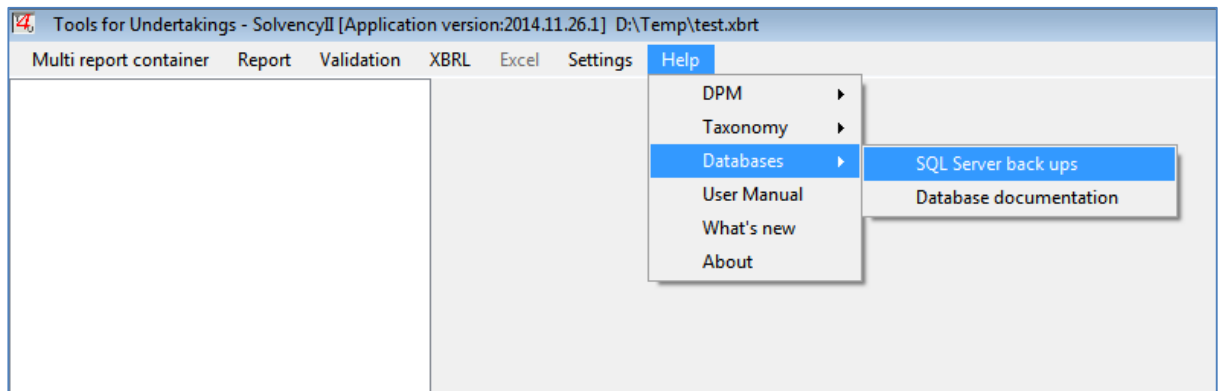 Tools for Undertakings - SolvencyII [Application version:2014.11.26.1] D:\Temp\test.xbrt
Multi report container Report Validation XBRL Excel Settings Help
DPM
Taxonomy
Databases SQL Server back ups
User Manual Database documentation
What's new
About